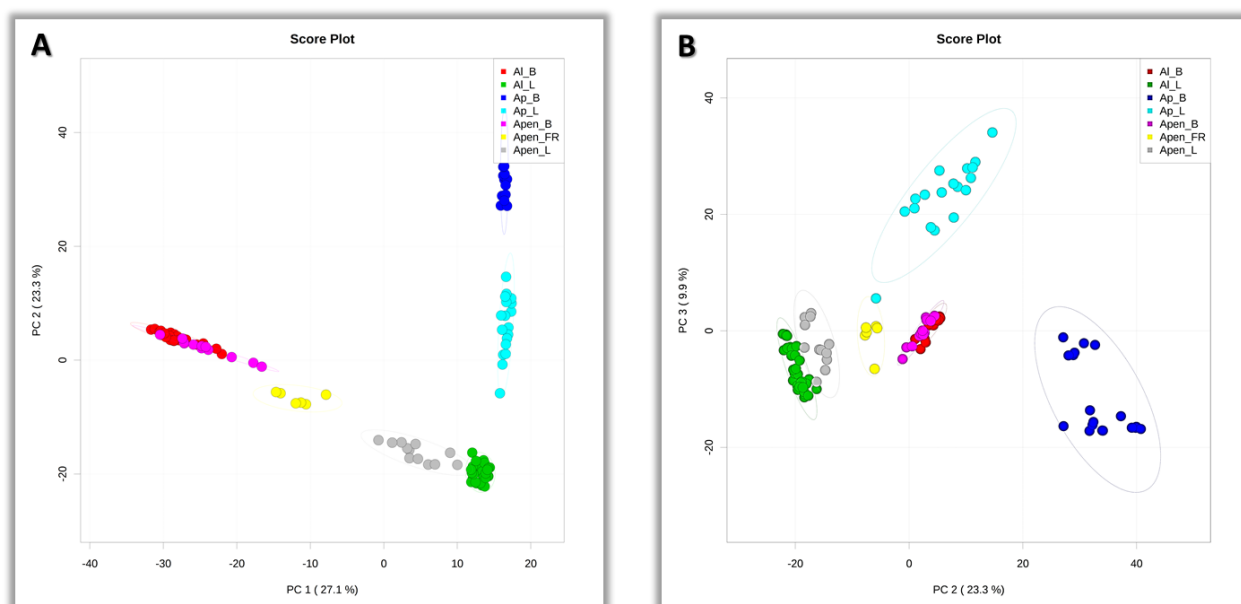 A
Score Plot
Al_B
Al_L
Ap_B
Ap_L
Apen_B
Apen_FR
Apen_L
PC 2 ( 23.3 %)
40
20
0
-20
-40
-30
-20
-10
0
10
20
PC 1 ( 27.1 %)
B
Score Plot
Al_B
Al_L
Ap_B
Ap_L
Apen_B
Apen_FR
Apen_L
PC 3 ( 9.9 %)
40
20
0
-20
-20
0
20
40
PC 2 ( 23.3 %)